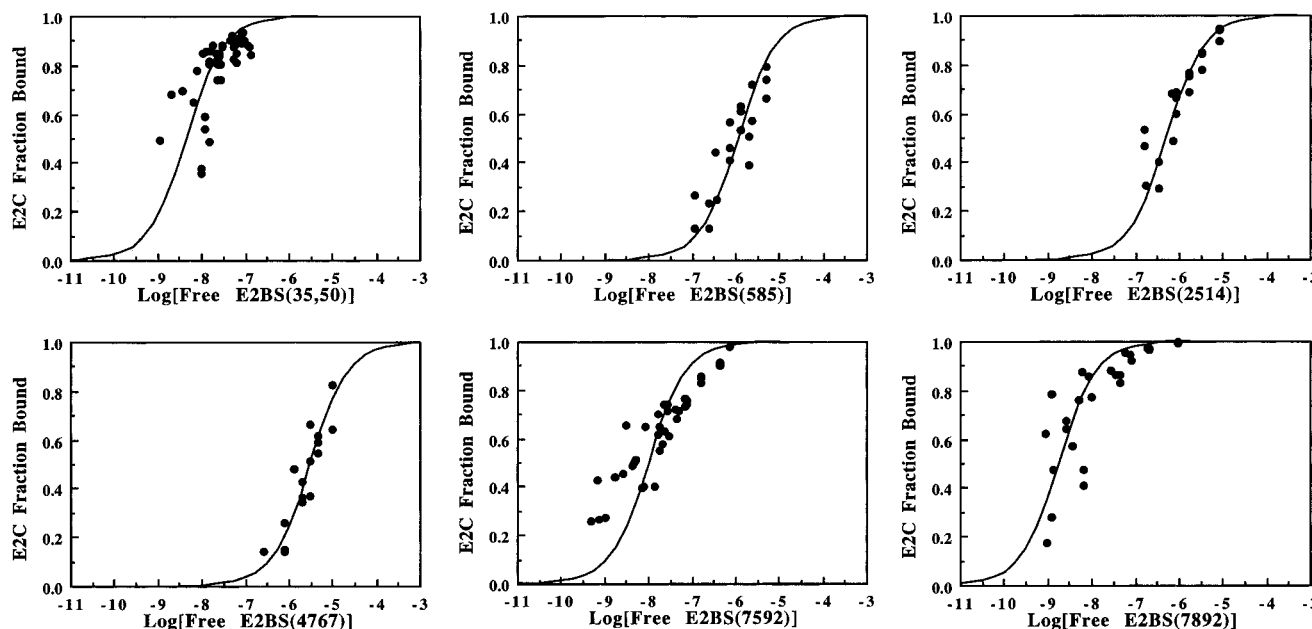 1.0
0.8
0.6
0.4
0.2
0.0
E2C Fraction Bound
-11 -10 -9 -8 -7 -6 -5 -4 -3
Log[Free E2BS(35,50)]
1.0
0.8
0.6
0.4
0.2
0.0
E2C Fraction Bound
-11 -10 -9 -8 -7 -6 -5 -4 -3
Log[Free E2BS(585)]
1.0
0.8
0.6
0.4
0.2
0.0
E2C Fraction Bound
-11 -10 -9 -8 -7 -6 -5 -4 -3
Log[Free E2BS(2514)]
1.0
0.8
0.6
0.4
0.2
0.0
E2C Fraction Bound
-11 -10 -9 -8 -7 -6 -5 -4 -3
Log[Free E2BS(4767)]
1.0
0.8
0.6
0.4
0.2
0.0
E2C Fraction Bound
-11 -10 -9 -8 -7 -6 -5 -4 -3
Log[Free E2BS(7592)]
1.0
0.8
0.6
0.4
0.2
0.0
E2C Fraction Bound
-11 -10 -9 -8 -7 -6 -5 -4 -3
Log[Free E2BS(7892)]